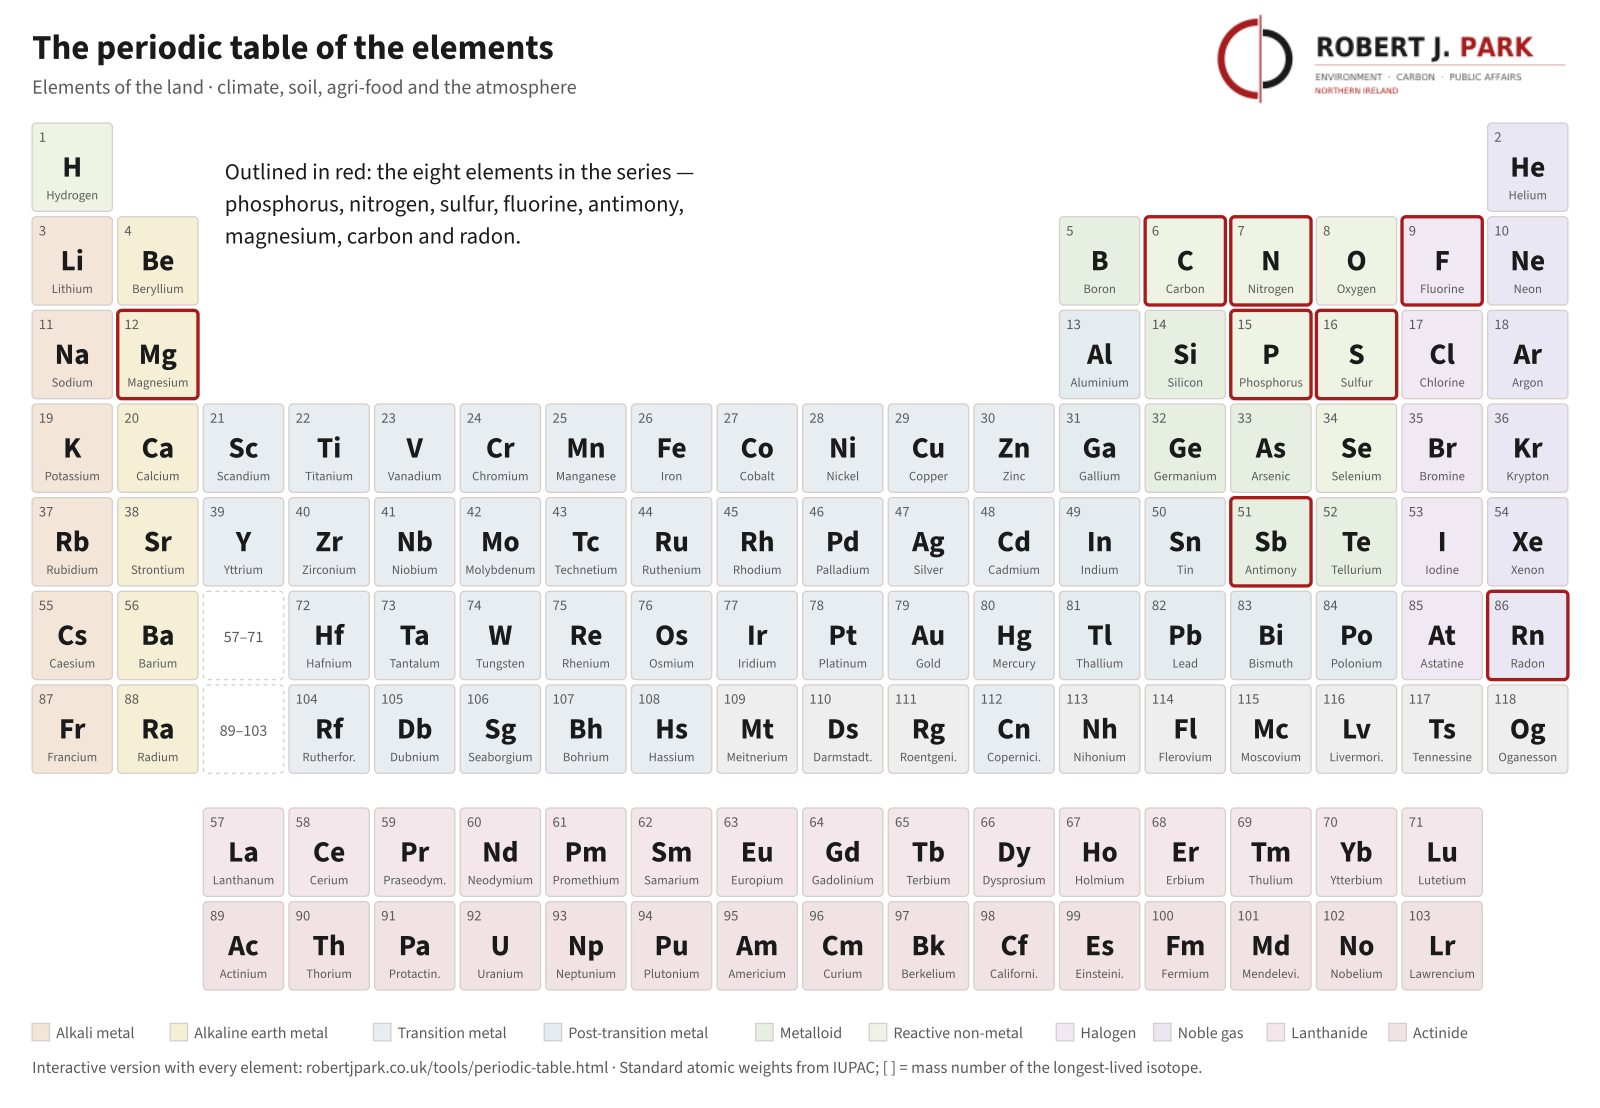 The periodic table of the elements
Elements of the land · climate, soil, agri-food and the atmosphere
ROBERT J. PARK
ENVIRONMENT · CARBON · PUBLIC AFFAIRS
NORTHERN IRELAND
Outlined in red: the eight elements in the series —
phosphorus, nitrogen, sulfur, fluorine, antimony,
magnesium, carbon and radon.
1 2
H He
Hydrogen Helium
3 4 5 6 7 8 9 10
Li Be B C N O F Ne
Lithium Beryllium Boron Carbon Nitrogen Oxygen Fluorine Neon
11 12 13 14 15 16 17 18
Na Mg Al Si P S Cl Ar
Sodium Magnesium Aluminium Silicon Phosphorus Sulfur Chlorine Argon
19 20 21 22 23 24 25 26 27 28 29 30 31 32 33 34 35 36
K Ca Sc Ti V Cr Mn Fe Co Ni Cu Zn Ga Ge As Se Br Kr
Potassium Calcium Scandium Titanium Vanadium Chromium Manganese Iron Cobalt Nickel Copper Zinc Gallium Germanium Arsenic Selenium Bromine Krypton
37 38 39 40 41 42 43 44 45 46 47 48 49 50 51 52 53 54
Rb Sr Y Zr Nb Mo Tc Ru Rh Pd Ag Cd In Sn Sb Te I Xe
Rubidium Strontium Yttrium Zirconium Niobium Molybdenum Technetium Ruthenium Rhodium Palladium Silver Cadmium Indium Tin Antimony Tellurium Iodine Xenon
55 56 72 73 74 75 76 77 78 79 80 81 82 83 84 85 86
Cs Ba 57–71 Hf Ta W Re Os Ir Pt Au Hg Tl Pb Bi Po At Rn
Caesium Barium Hafnium Tantalum Tungsten Rhenium Osmium Iridium Platinum Gold Mercury Thallium Lead Bismuth Polonium Astatine Radon
87 88 104 105 106 107 108 109 110 111 112 113 114 115 116 117 118
Fr Ra 89–103 Rf Db Sg Bh Hs Mt Ds Rg Cn Nh Fl Mc Lv Ts Og
Francium Radium Rutherfor. Dubnium Seaborgium Bohrium Hassium Meitnerium Darmstadt. Roentgeni. Copernici. Nihonium Flerovium Moscovium Livermori. Tennessine Oganesson
57 58 59 60 61 62 63 64 65 66 67 68 69 70 71
La Ce Pr Nd Pm Sm Eu Gd Tb Dy Ho Er Tm Yb Lu
Lanthanum Cerium Praseodym. Neodymium Promethium Samarium Europium Gadolinium Terbium Dysprosium Holmium Erbium Thulium Ytterbium Lutetium
89 90 91 92 93 94 95 96 97 98 99 100 101 102 103
Ac Th Pa U Np Pu Am Cm Bk Cf Es Fm Md No Lr
Actinium Thorium Protactin. Uranium Neptunium Plutonium Americium Curium Berkelium Californi. Einsteini. Fermium Mendelevi. Nobelium Lawrencium
Alkali metal Alkaline earth metal Transition metal Post-transition metal Metalloid Reactive non-metal Halogen Noble gas Lanthanide Actinide
Interactive version with every element: robertjpark.co.uk/tools/periodic-table.html · Standard atomic weights from IUPAC; [ ] = mass number of the longest-lived isotope.